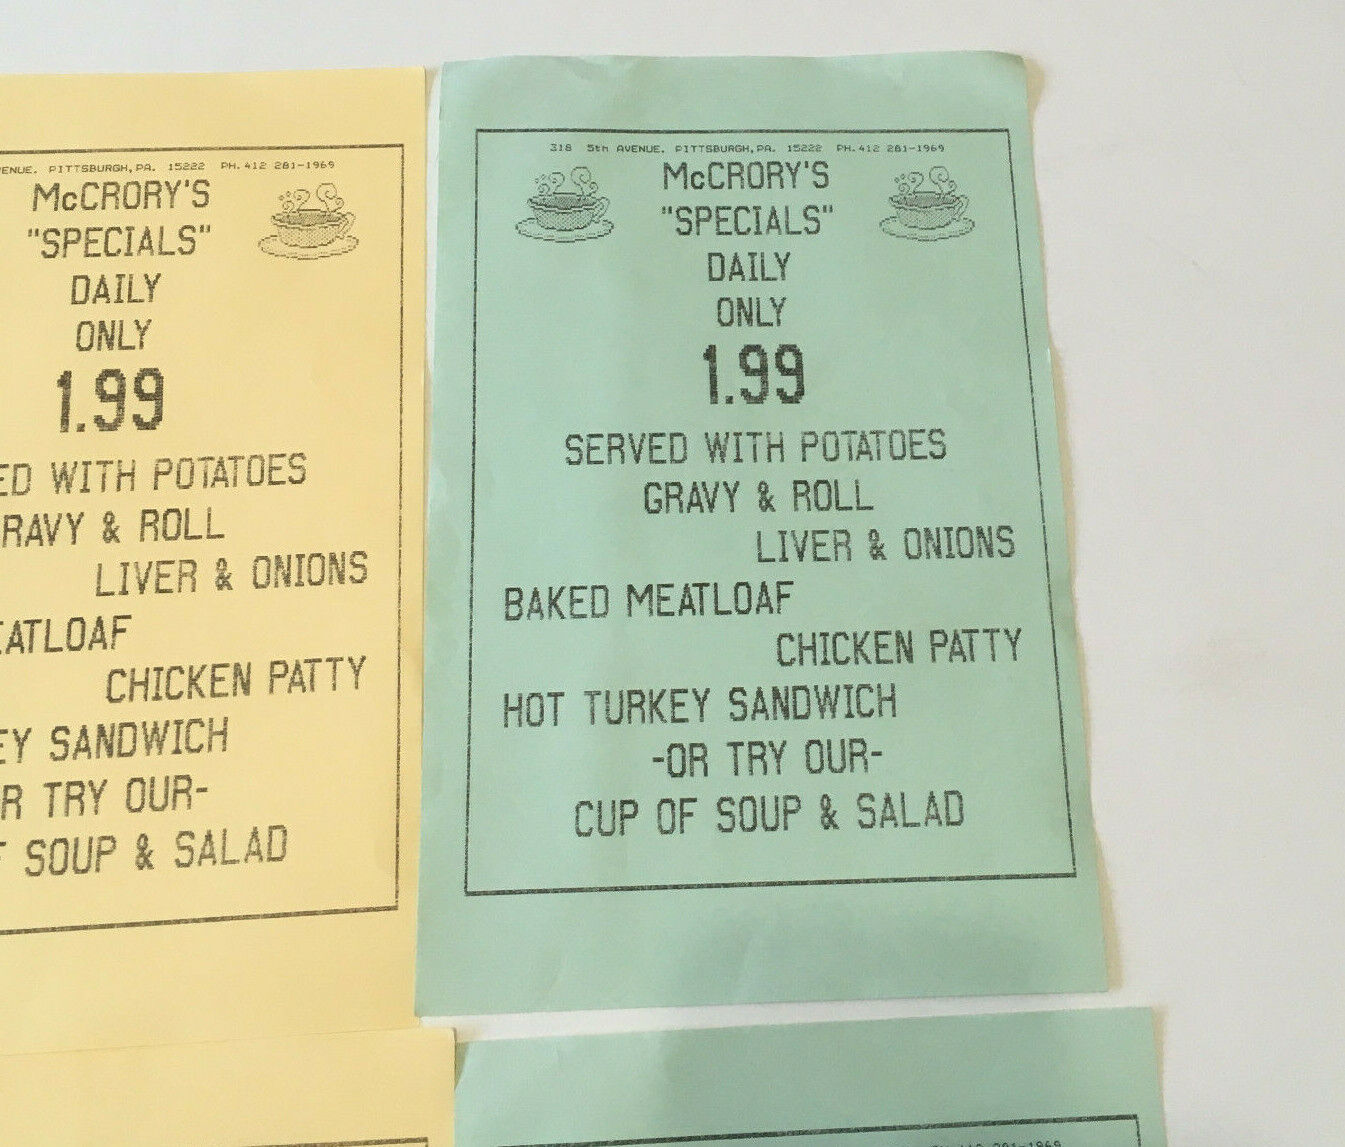 ENUE. PITTSBURGH, PA. 15222 PH. 412 281-1969
McCRORY'S
"SPECIALS"
DAILY
ONLY
1.99
ED WITH POTATOES
RAVY & ROLL
LIVER & ONIONS
EATLOAF
CHICKEN PATTY
EY SANDWICH
R TRY OUR-
F SOUP & SALAD
318 5th AVENUE. PITTSBURGH, PA. 15222 PH. 412 281-1969
McCRORY'S
"SPECIALS"
DAILY
ONLY
1.99
SERVED WITH POTATOES
GRAVY & ROLL
LIVER & ONIONS
BAKED MEATLOAF
CHICKEN PATTY
HOT TURKEY SANDWICH
-OR TRY OUR-
CUP OF SOUP & SALAD